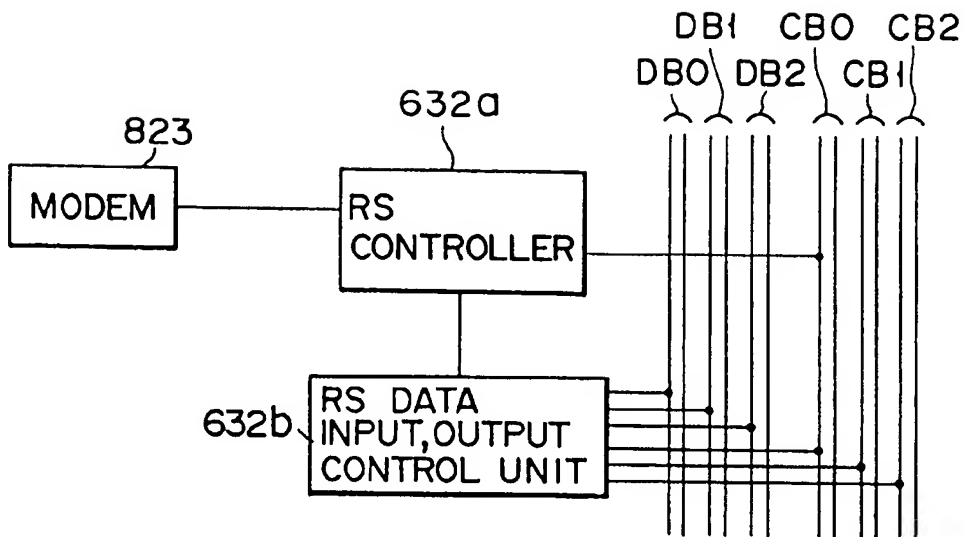 DB1 CB0 CB2
DB0 DB2 CB1
632a
823
MODEM
RS
CONTROLLER
632b
RS DATA
INPUT, OUTPUT
CONTROL UNIT